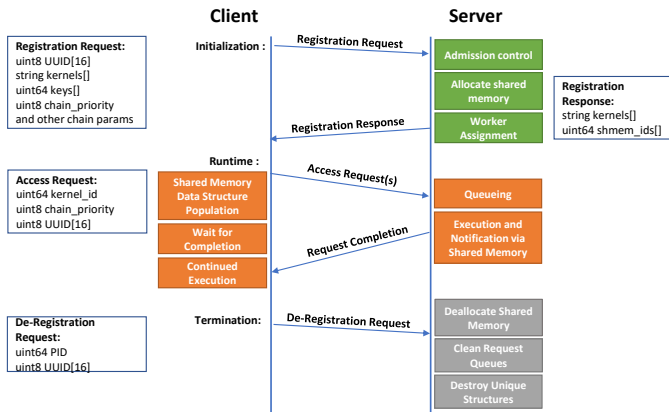 Client
Server
Registration Request:
uint8 UUID[16]
string kernels[]
uint64 keys[]
uint8 chain_priority
and other chain params
Initialization :
Registration Request
Admission control
Allocate shared
memory
Worker
Assignment
Registration
Response:
string kernels[]
uint64 shmem_ids[]
Registration Response
Runtime :
Access Request:
uint64 kernel_id
uint8 chain_priority
uint8 UUID[16]
Shared Memory
Data Structure
Population
Wait for
Completion
Continued
Execution
Access Request(s)
Queueing
Execution and
Notification via
Shared Memory
Request Completion
De-Registration
Request:
uint64 PID
uint8 UUID[16]
Termination:
De-Registration Request
Deallocate Shared
Memory
Clean Request
Queues
Destroy Unique
Structures